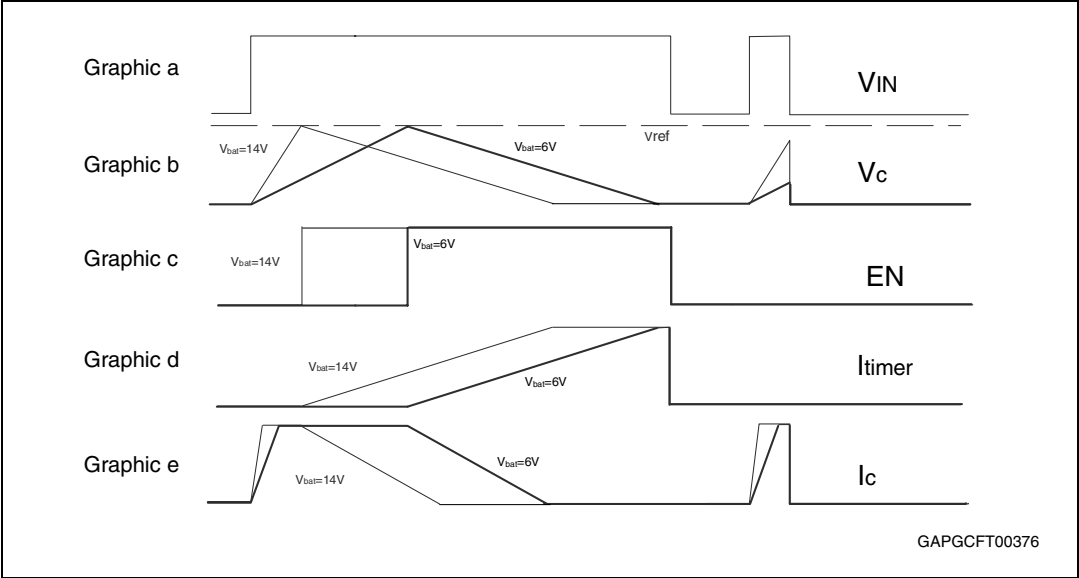 Graphic a
VIN
Vref
Vbat=14V
Vbat=6V
Graphic b
Vc
Graphic c
Vbat=14V
Vbat=6V
EN
Graphic d
Vbat=14V
Vbat=6V
Itimer
Graphic e
Vbat=14V
Vbat=6V
Ic
GAPGCFT00376